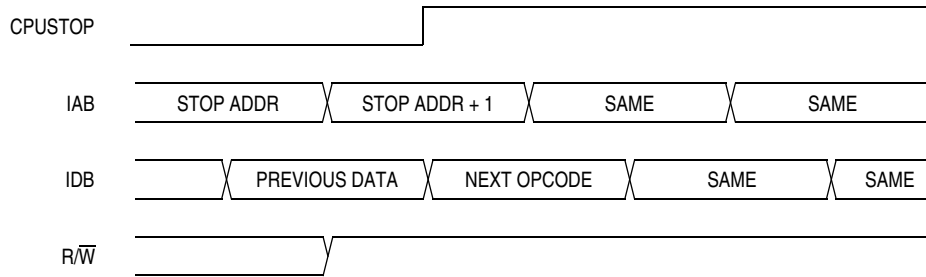 CPUSTOP
IAB STOP ADDR STOP ADDR + 1 SAME SAME
IDB PREVIOUS DATA NEXT OPCODE SAME SAME
R/W̅